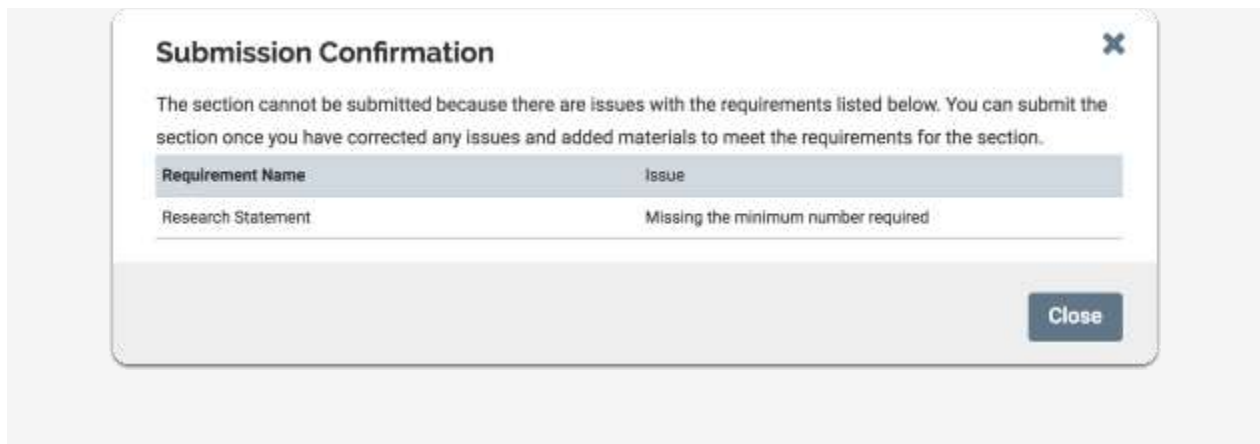 Submission Confirmation
The section cannot be submitted because there are issues with the requirements listed below. You can submit the
section once you have corrected any issues and added materials to meet the requirements for the section.
Requirement Name Issue
Research Statement Missing the minimum number required
Close